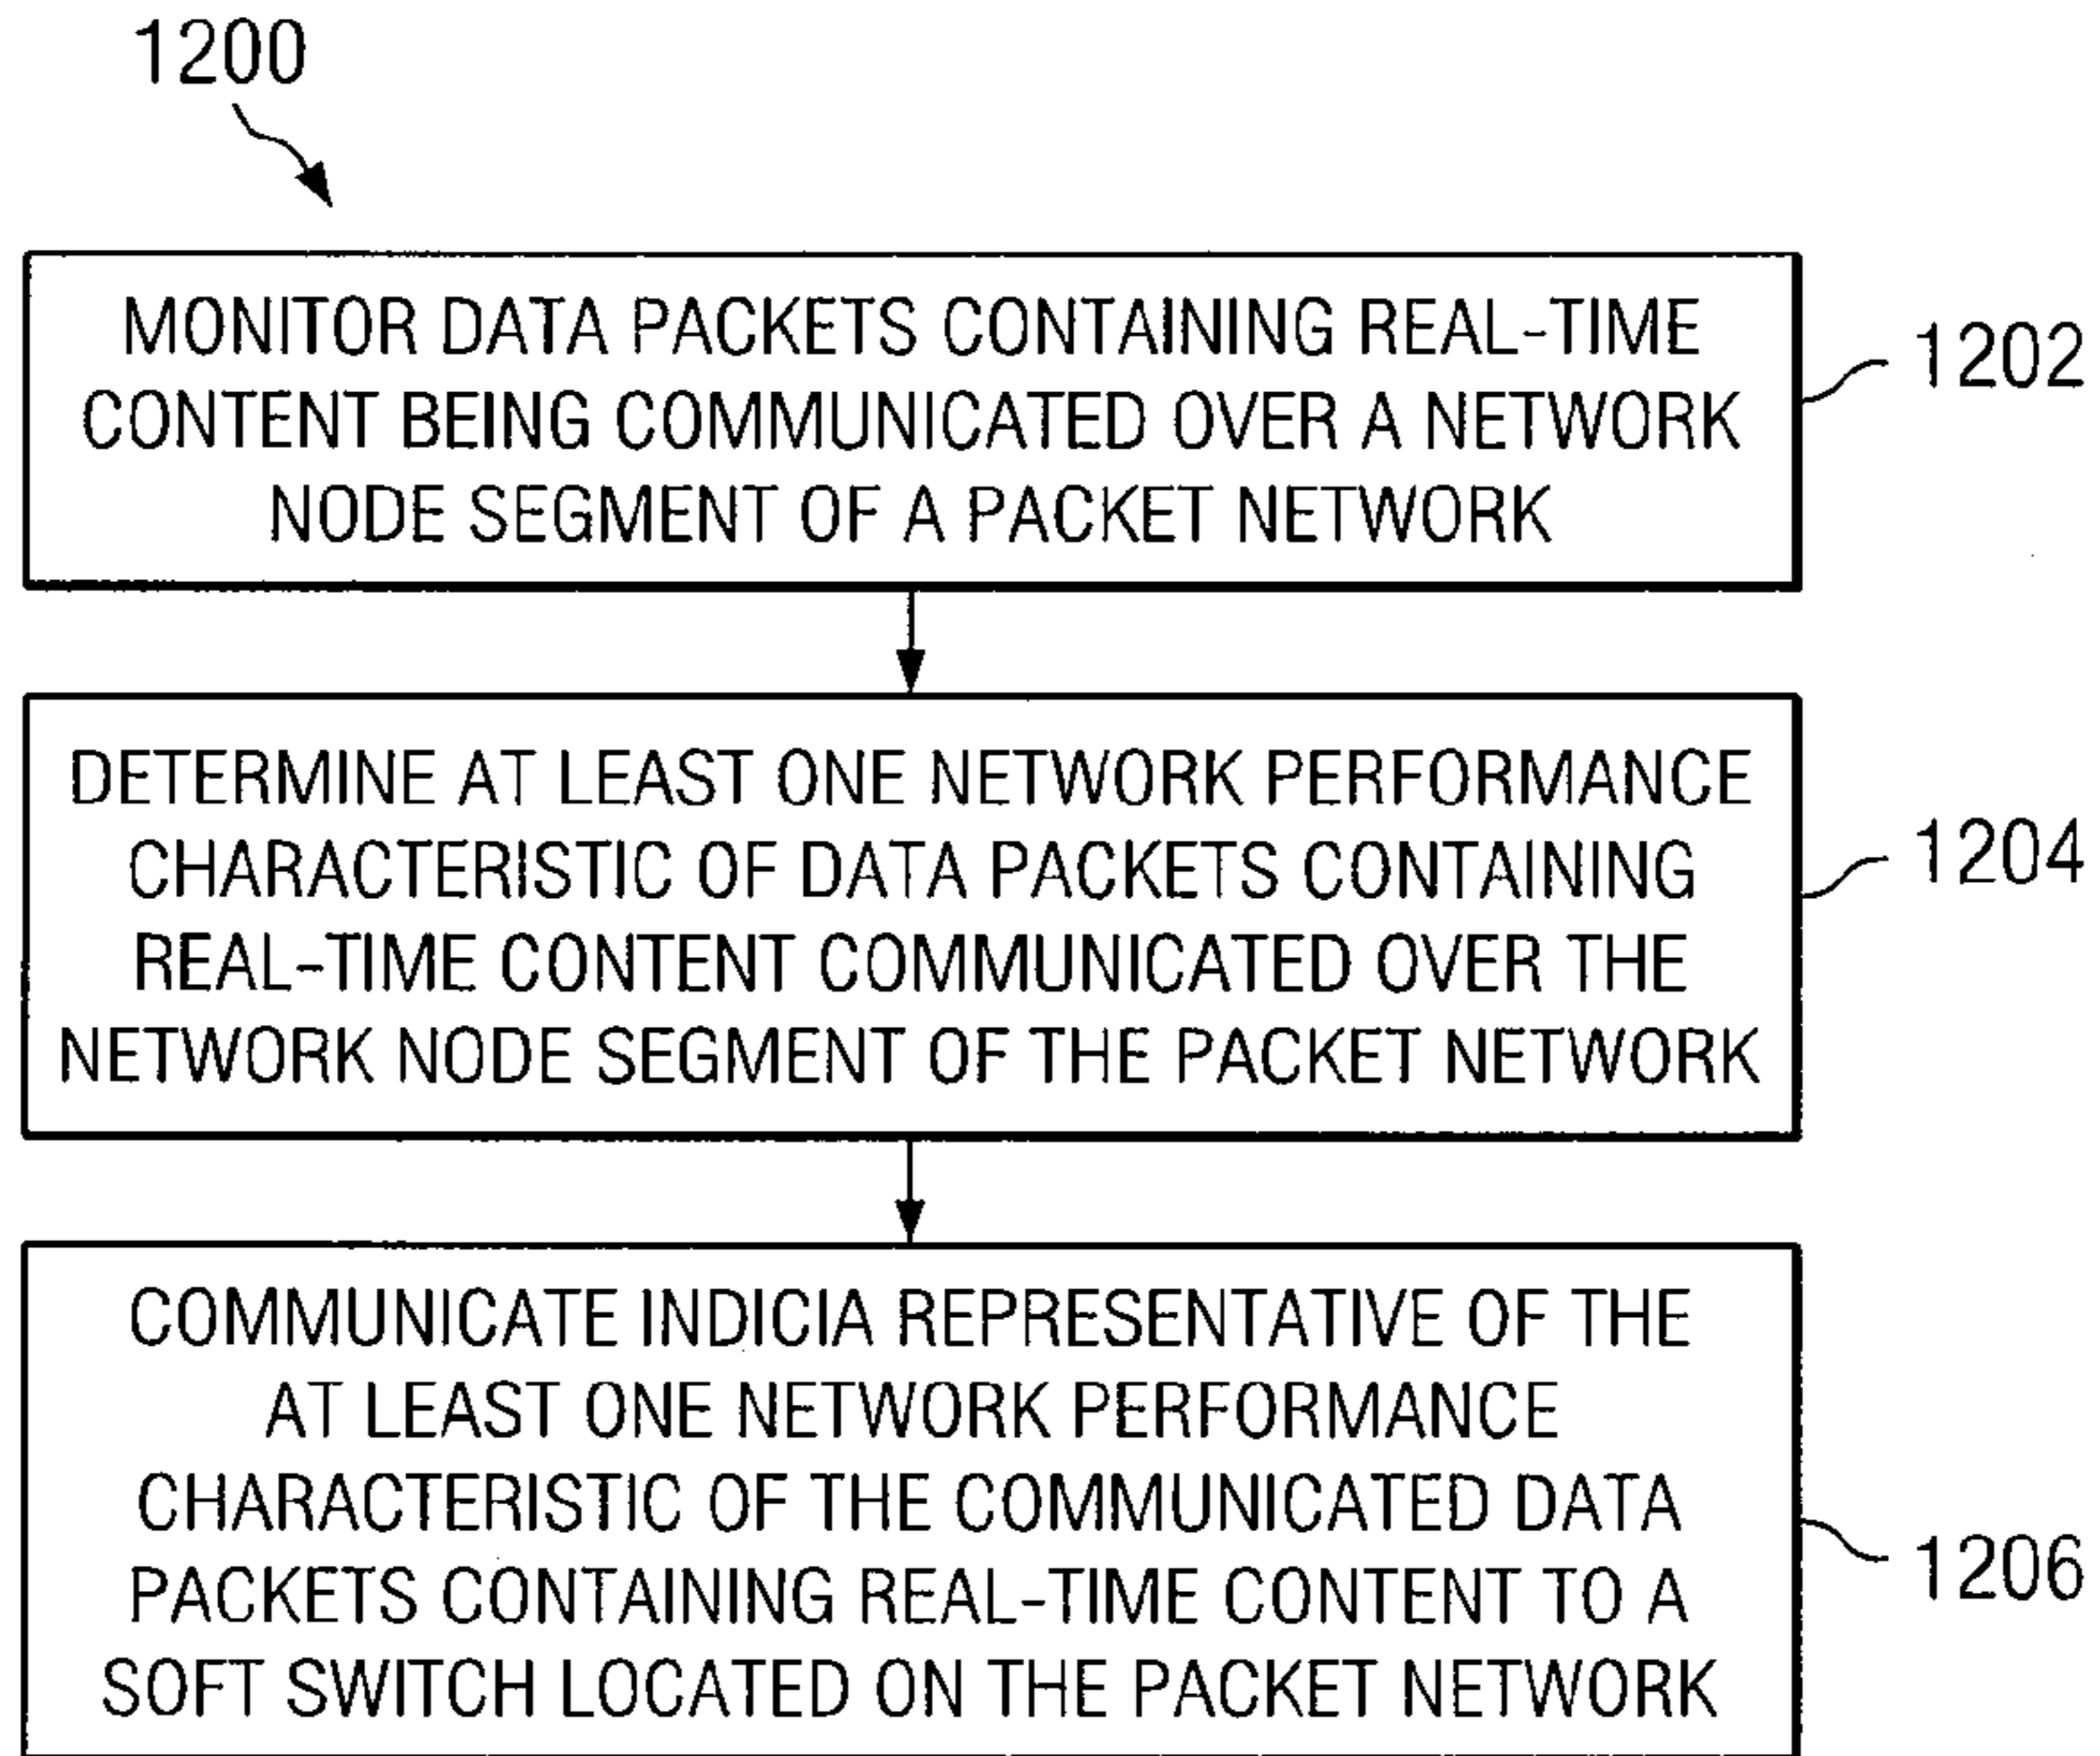 1200
MONITOR DATA PACKETS CONTAINING REAL-TIME
CONTENT BEING COMMUNICATED OVER A NETWORK
NODE SEGMENT OF A PACKET NETWORK
1202
DETERMINE AT LEAST ONE NETWORK PERFORMANCE
CHARACTERISTIC OF DATA PACKETS CONTAINING
REAL-TIME CONTENT COMMUNICATED OVER THE
NETWORK NODE SEGMENT OF THE PACKET NETWORK
1204
COMMUNICATE INDICIA REPRESENTATIVE OF THE
AT LEAST ONE NETWORK PERFORMANCE
CHARACTERISTIC OF THE COMMUNICATED DATA
PACKETS CONTAINING REAL-TIME CONTENT TO A
SOFT SWITCH LOCATED ON THE PACKET NETWORK
1206